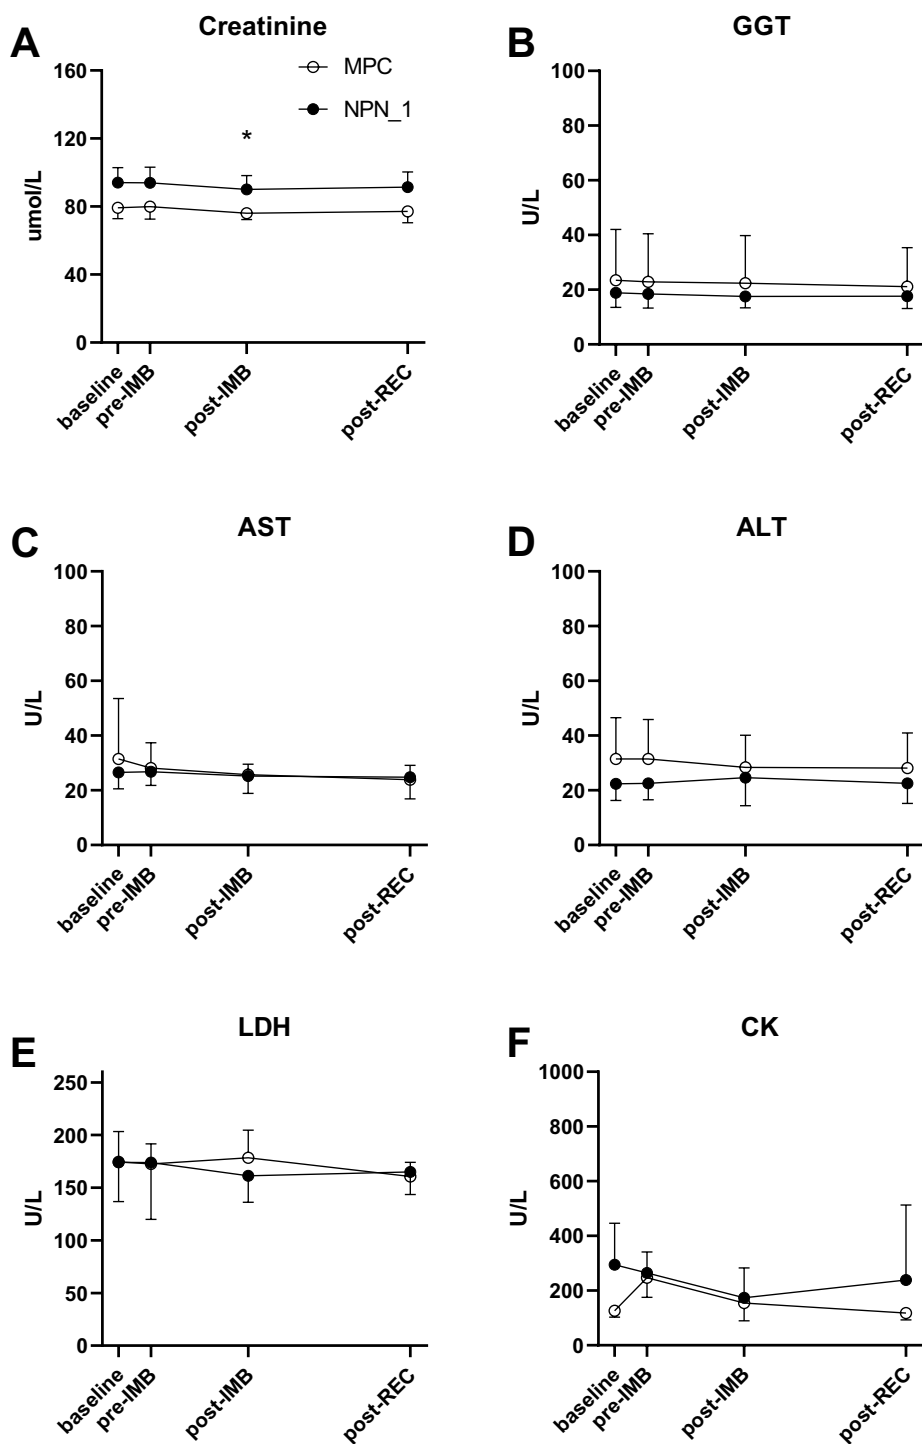 A
Creatinine
MPC
NPN_1
*
umol/L
160
120
80
40
0
baseline
pre-IMB
post-IMB
post-REC
B
GGT
U/L
100
80
60
40
20
0
baseline
pre-IMB
post-IMB
post-REC
C
AST
U/L
100
80
60
40
20
0
baseline
pre-IMB
post-IMB
post-REC
D
ALT
U/L
100
80
60
40
20
0
baseline
pre-IMB
post-IMB
post-REC
E
LDH
U/L
250
200
150
100
50
0
baseline
pre-IMB
post-IMB
post-REC
F
CK
U/L
1000
800
600
400
200
0
baseline
pre-IMB
post-IMB
post-REC